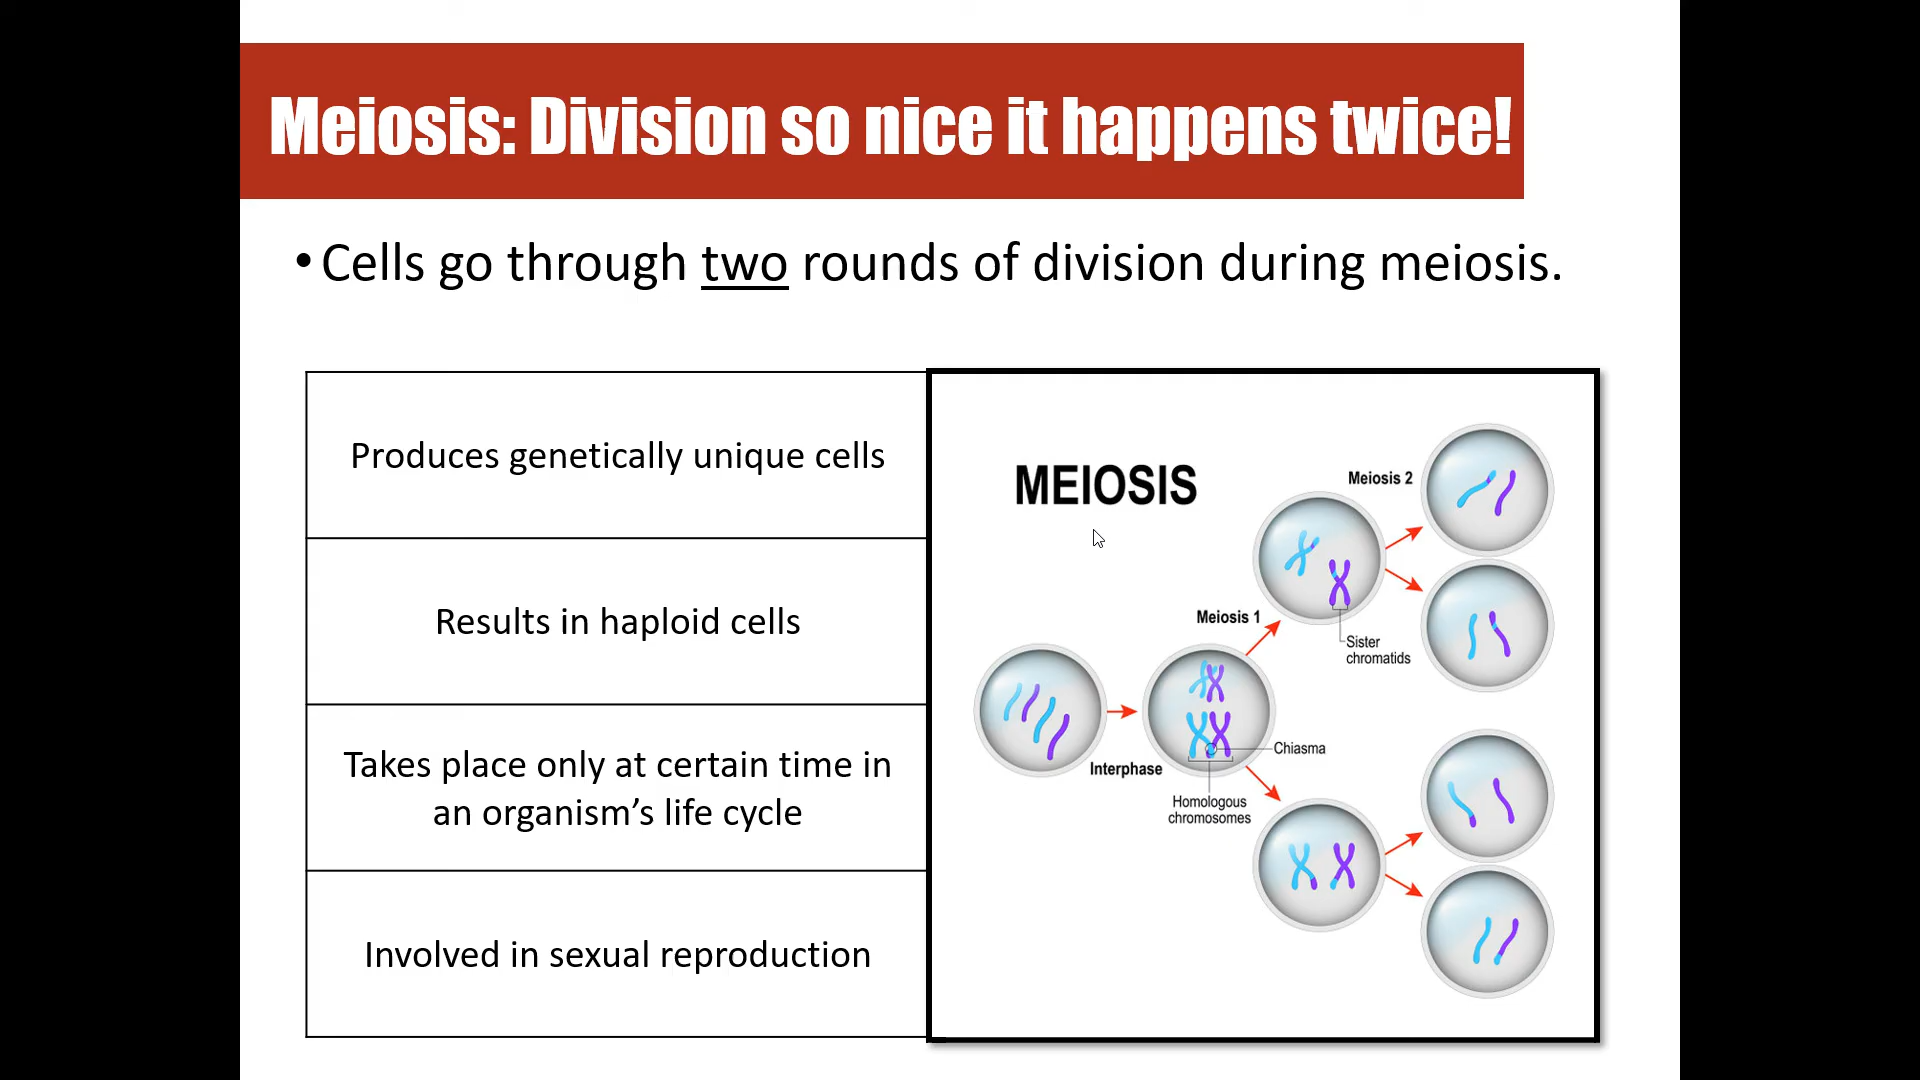 Meiosis: Division so nice it happens twice!
• Cells go through two rounds of division during meiosis.
Produces genetically unique cells
Results in haploid cells
Takes place only at certain time in
an organism’s life cycle
Involved in sexual reproduction
MEIOSIS
Meiosis 2
Meiosis 1
Sister
chromatids
Chiasma
Interphase
Homologous
chromosomes